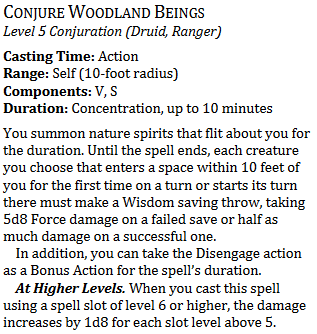 CONJURE WOODLAND BEINGS
Level 5 Conjuration (Druid, Ranger)
Casting Time: Action
Range: Self (10-foot radius)
Components: V, S
Duration: Concentration, up to 10 minutes
You summon nature spirits that flit about you for
the duration. Until the spell ends, each creature
you choose that enters a space within 10 feet of
you for the first time on a turn or starts its turn
there must make a Wisdom saving throw, taking
5d8 Force damage on a failed save or half as
much damage on a successful one.
In addition, you can take the Disengage action
as a Bonus Action for the spell's duration.
At Higher Levels. When you cast this spell
using a spell slot of level 6 or higher, the damage
increases by 1d8 for each slot level above 5.